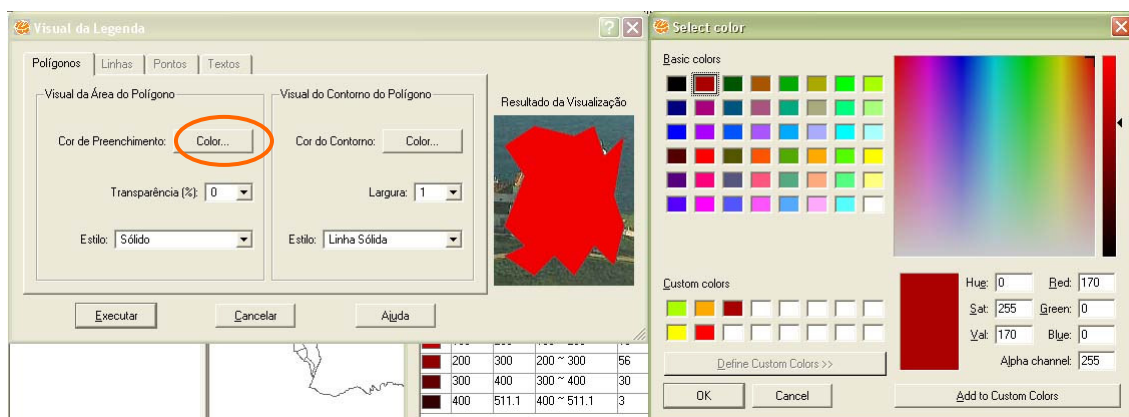 Visual da Legenda
Polígonos Linhas Pontos Textos
Visual da Área do Polígono
Cor de Preenchimento: Color...
Transparência (%): 0
Estilo: Sólido
Visual do Contorno do Polígono
Cor do Contorno: Color...
Largura: 1
Estilo: Linha Sólida
Resultado da Visualização
Executar Cancelar Ajuda
200 300 200 ~ 300 56
300 400 300 ~ 400 30
400 511.1 400 ~ 511.1 3
Select color
Basic colors
Custom colors
Define Custom Colors >>
OK Cancel
Hue: 0 Red: 170
Sat: 255 Green: 0
Val: 170 Blue: 0
Alpha channel: 255
Add to Custom Colors